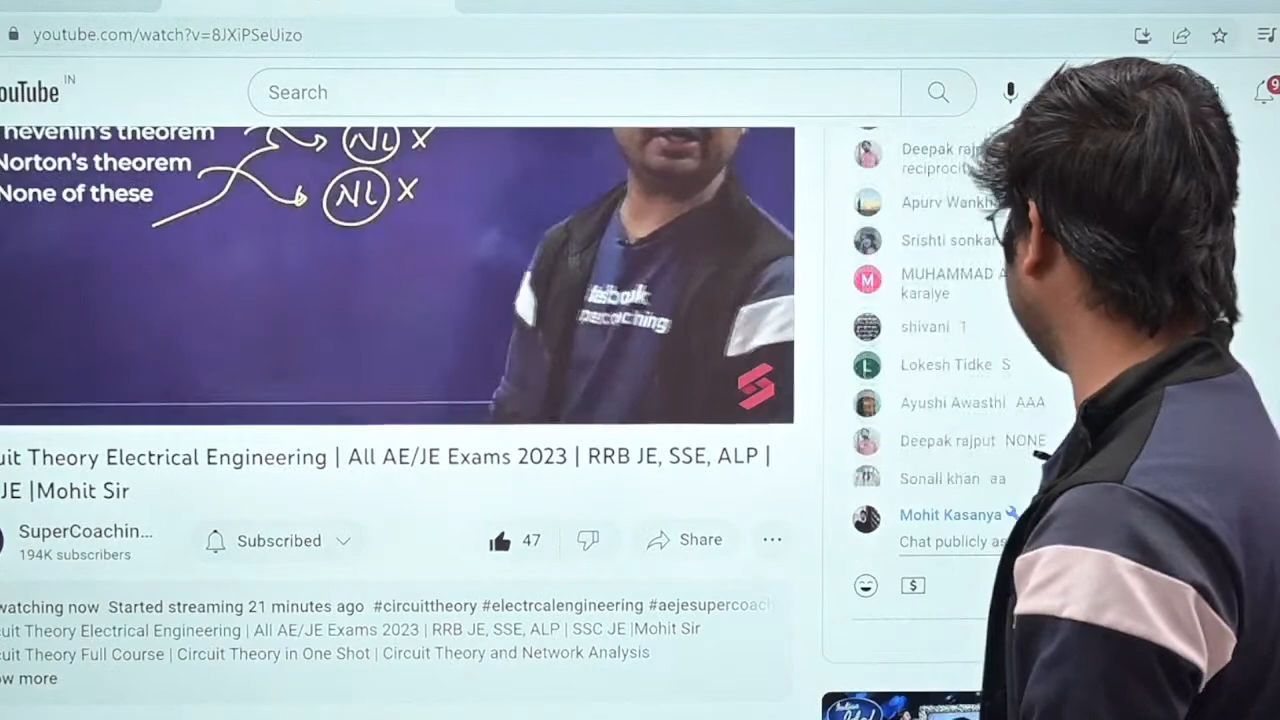 youtube.com/watch?v=8JXiPSeUizo
ouTube IN
Search
9
hevenin's theorem
NL X
Norton's theorem
NL X
None of these
Deepak
reciprocity
Apurv
Srishti sonkar
MUHAMMAD A
karaiye
shivani T
Lokesh Tidke S
Ayushi Awasthi AAA
Deepak rajput NONE
Sonali khan aa
Mohit Kasanya
Chat publicly as
$
uit Theory Electrical Engineering | All AE/JE Exams 2023 | RRB JE, SSE, ALP |
JE |Mohit Sir
SuperCoachin...
194K subscribers
Subscribed
47
Share
watching now Started streaming 21 minutes ago #circuittheory #electrcalengineering #aejesupercoach
uit Theory Electrical Engineering | All AE/JE Exams 2023 | RRB JE, SSE, ALP | SSC JE |Mohit Sir
uit Theory Full Course | Circuit Theory in One Shot | Circuit Theory and Network Analysis
ow more
Indian
Idol